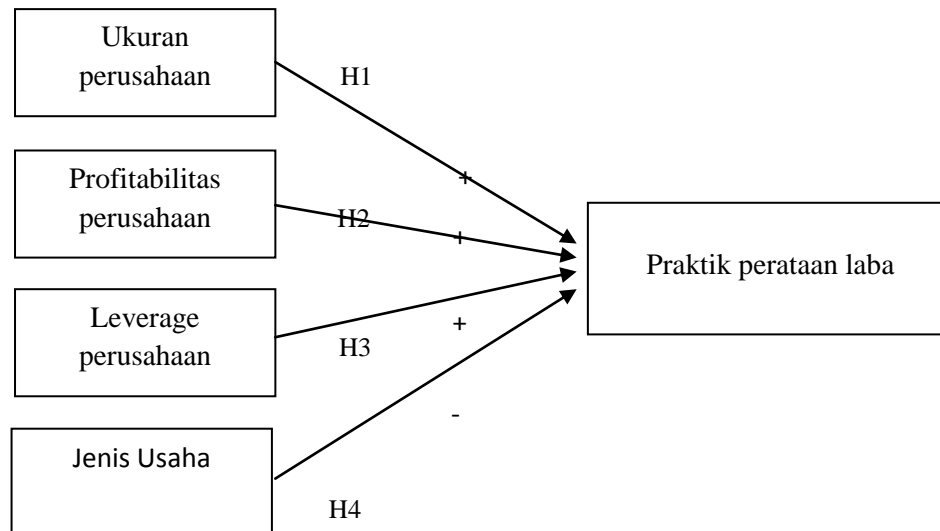 Ukuran
perusahaan
H1
+
Profitabilitas
perusahaan
H2
+
Praktik perataan laba
Leverage
perusahaan
+
H3
-
Jenis Usaha
H4